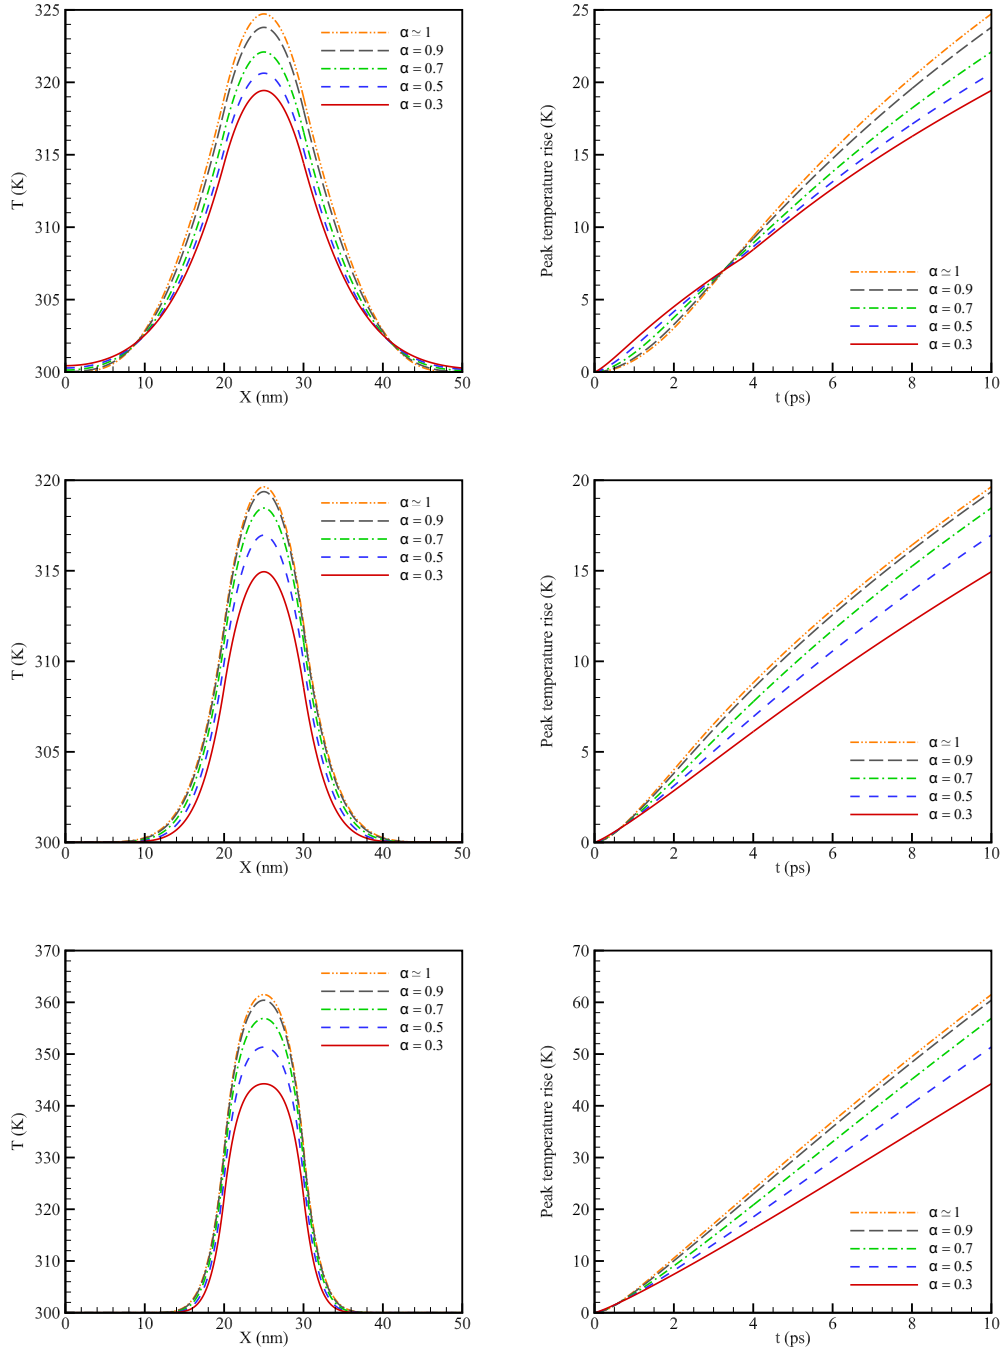 325
320
315
310
305
300
T (K)
0 10 20 30 40 50
X (nm)
α ≃ 1
α = 0.9
α = 0.7
α = 0.5
α = 0.3
25
20
15
10
5
0
Peak temperature rise (K)
0 2 4 6 8 10
t (ps)
α ≃ 1
α = 0.9
α = 0.7
α = 0.5
α = 0.3
320
315
310
305
300
T (K)
0 10 20 30 40 50
X (nm)
α ≃ 1
α = 0.9
α = 0.7
α = 0.5
α = 0.3
20
15
10
5
0
Peak temperature rise (K)
0 2 4 6 8 10
t (ps)
α ≃ 1
α = 0.9
α = 0.7
α = 0.5
α = 0.3
370
360
350
340
330
320
310
300
T (K)
0 10 20 30 40 50
X (nm)
α ≃ 1
α = 0.9
α = 0.7
α = 0.5
α = 0.3
70
60
50
40
30
20
10
0
Peak temperature rise (K)
0 2 4 6 8 10
t (ps)
α ≃ 1
α = 0.9
α = 0.7
α = 0.5
α = 0.3